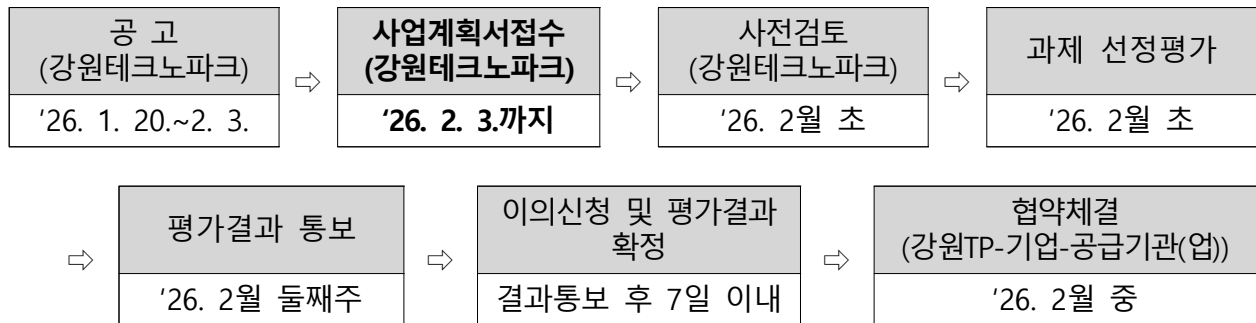 공 고
(강원테크노파크)
'26. 1. 20.~2. 3.
⇨
사업계획서접수
(강원테크노파크)
'26. 2. 3.까지
⇨
사전검토
(강원테크노파크)
'26. 2월 초
⇨
과제 선정평가
'26. 2월 초
⇨
평가결과 통보
'26. 2월 둘째주
⇨
이의신청 및 평가결과
확정
결과통보 후 7일 이내
⇨
협약체결
(강원TP-기업-공급기관(업))
'26. 2월 중